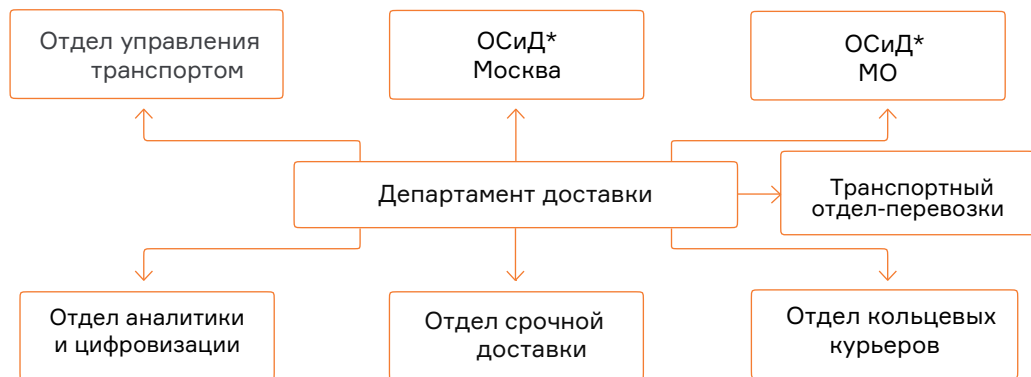 Отдел управления
транспортом
ОСиД*
Москва
ОСиД*
МО
Департамент доставки
Транспортный
отдел-перевозки
Отдел аналитики
и цифровизации
Отдел срочной
доставки
Отдел кольцевых
курьеров